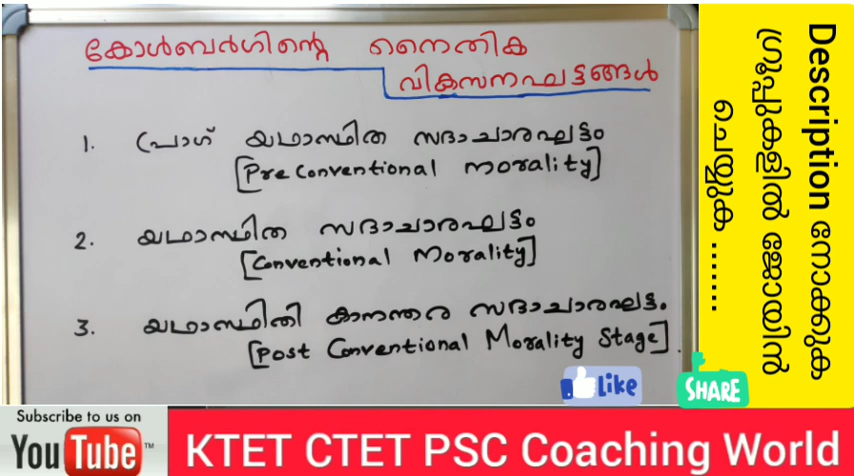 കോൾബർഗിന്റെ നൈതിക
വികസനഘട്ടങ്ങൾ
1. പ്രാഗ് യഥാസ്ഥിത സദാചാരഘട്ടം
[Pre Conventional morality]
2. യഥാസ്ഥിത സദാചാരഘട്ടം
[Conventional Morality]
3. യഥാസ്ഥിതി കാനന്തര സദാചാരഘട്ടം.
[Post Conventional Morality Stage].
Like
SHARE
Description നോക്കുക
ഗ്രൂപ്പുകളിൽ ജോയിൻ
ചെയ്യുക ........
Subscribe to us on
YouTube™
KTET CTET PSC Coaching World